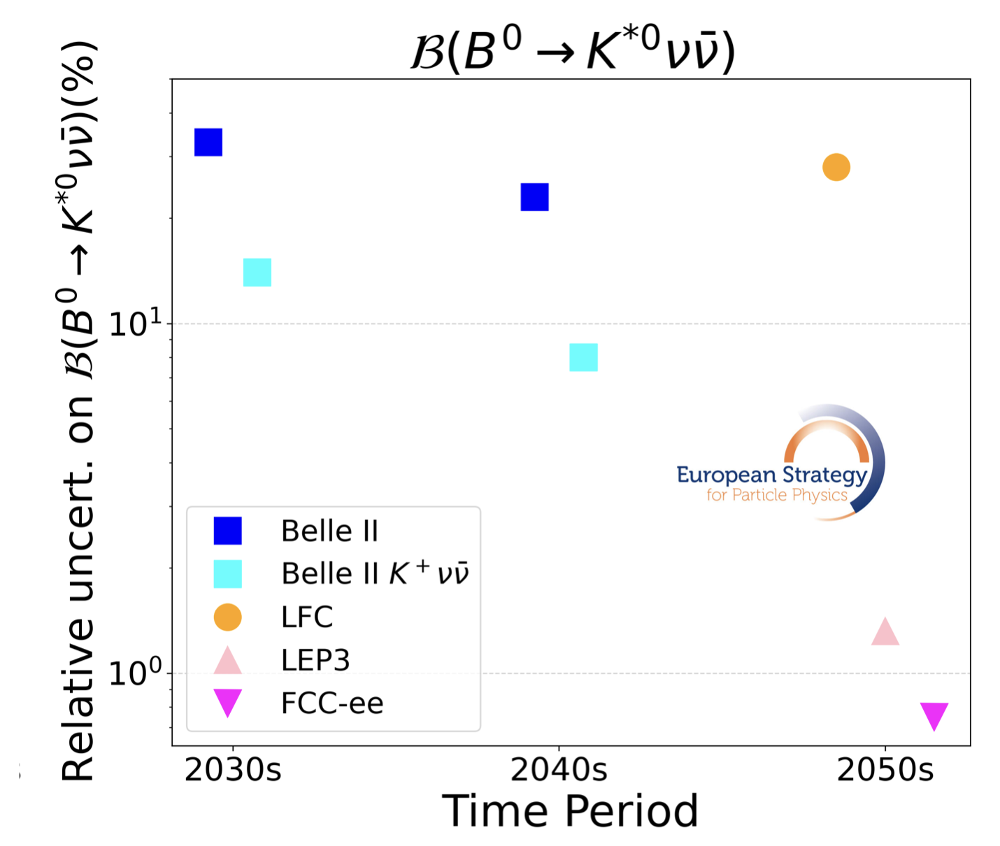 ℬ(B⁰ → K*⁰νν̄)
Relative uncert. on ℬ(B⁰ → K*⁰νν̄)(%)
10¹
10⁰
European Strategy
for Particle Physics
Belle II
Belle II K⁺νν̄
LFC
LEP3
FCC-ee
2030s
2040s
2050s
Time Period